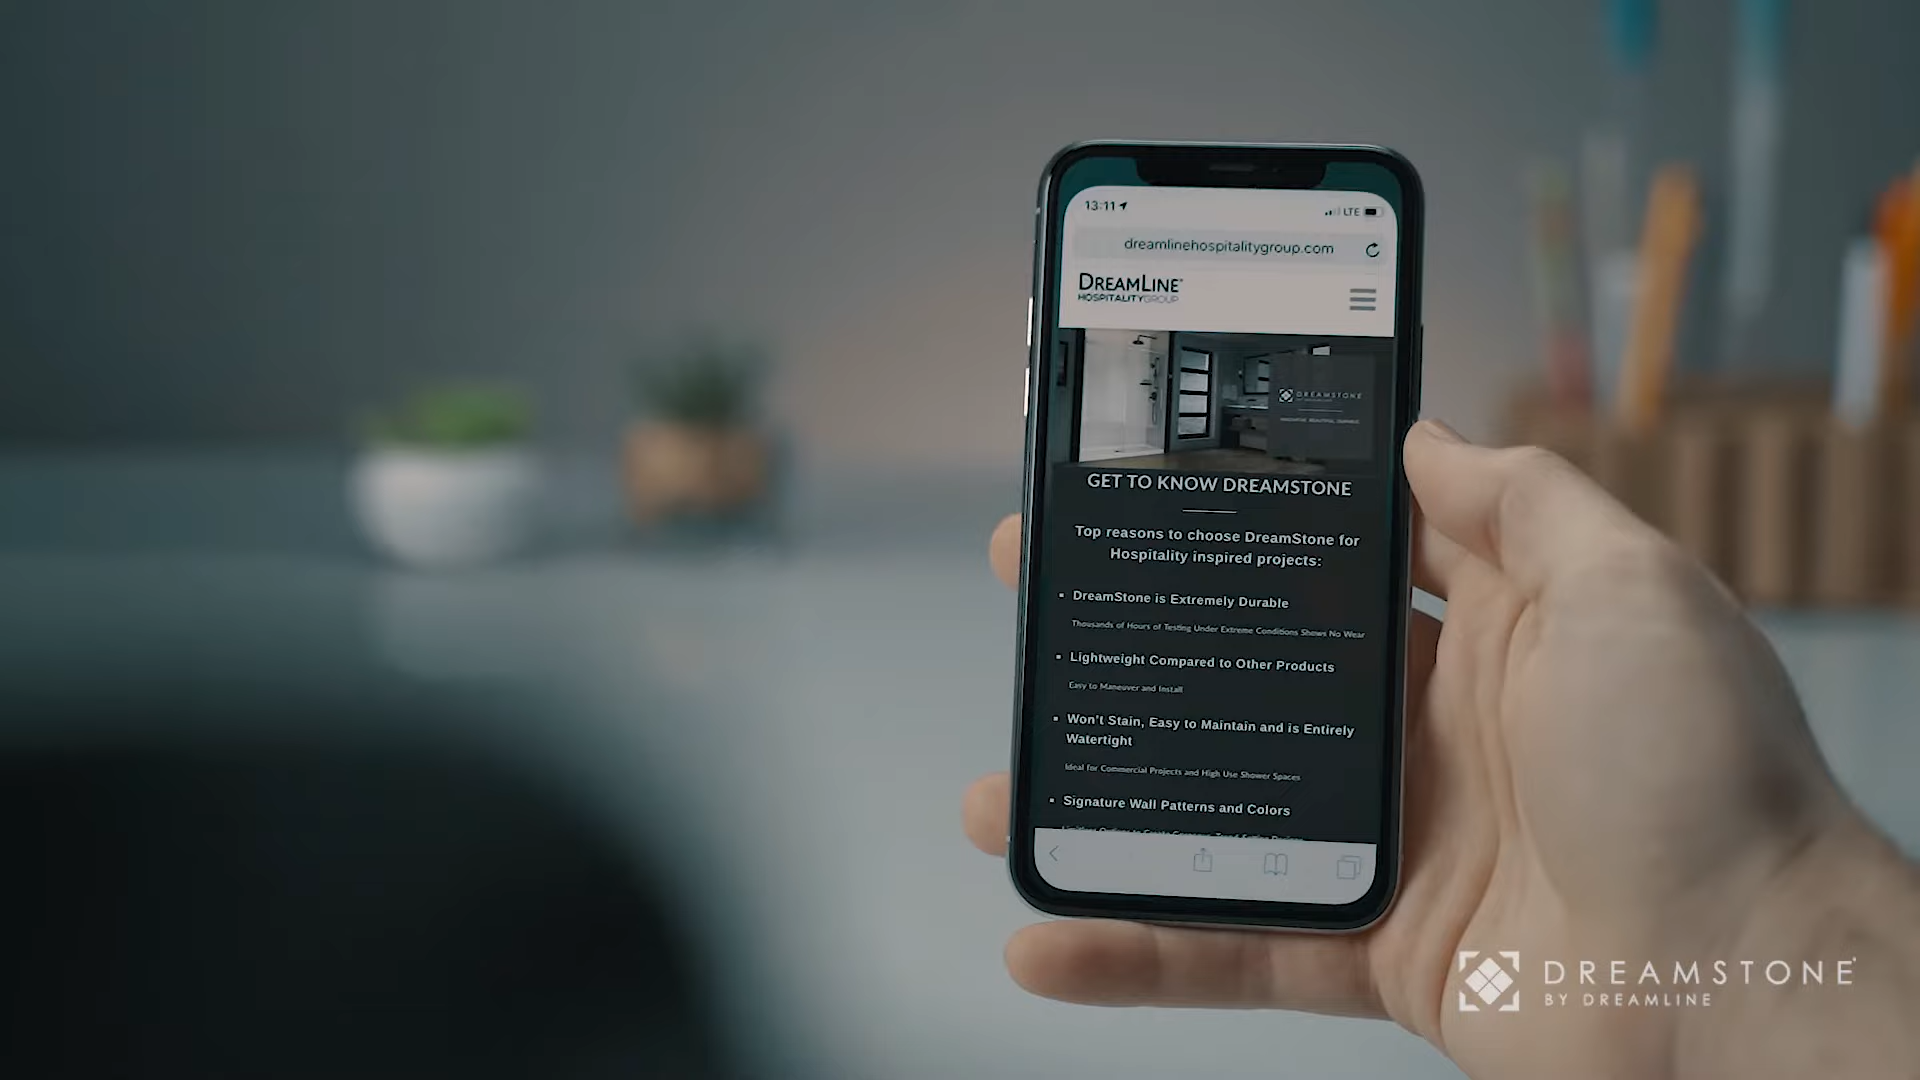 13:11
LTE
dreamlinehospitalitygroup.com
DREAMLINE™
HOSPITALITYGROUP
DREAMSTONE
GET TO KNOW DREAMSTONE
Top reasons to choose DreamStone for
Hospitality inspired projects:
▪ DreamStone is Extremely Durable
Thousands of Hours of Testing Under Extreme Conditions Shows No Wear
▪ Lightweight Compared to Other Products
Easy to Maneuver and Install
▪ Won't Stain, Easy to Maintain and is Entirely
Watertight
Ideal for Commercial Projects and High Use Shower Spaces
▪ Signature Wall Patterns and Colors
DREAMSTONE
BY DREAMLINE